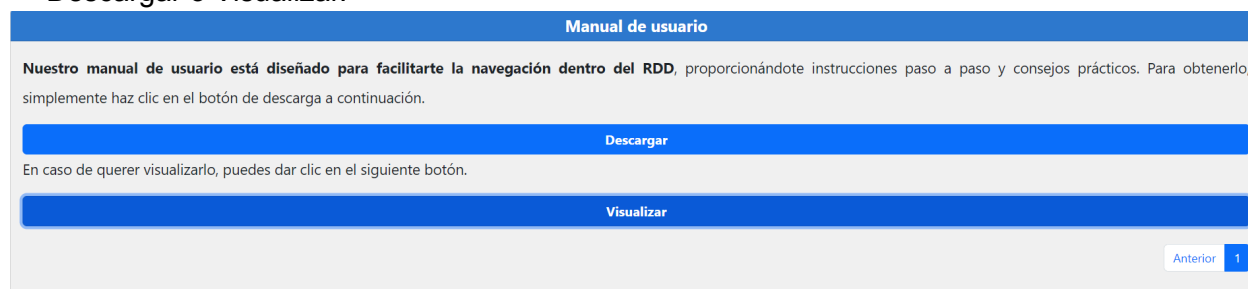 Descargar o Visualizar.
Manual de usuario
Nuestro manual de usuario está diseñado para facilitarte la navegación dentro del RDD, proporcionándote instrucciones paso a paso y consejos prácticos. Para obtenerlo,
simplemente haz clic en el botón de descarga a continuación.
Descargar
En caso de querer visualizarlo, puedes dar clic en el siguiente botón.
Visualizar
Anterior 1